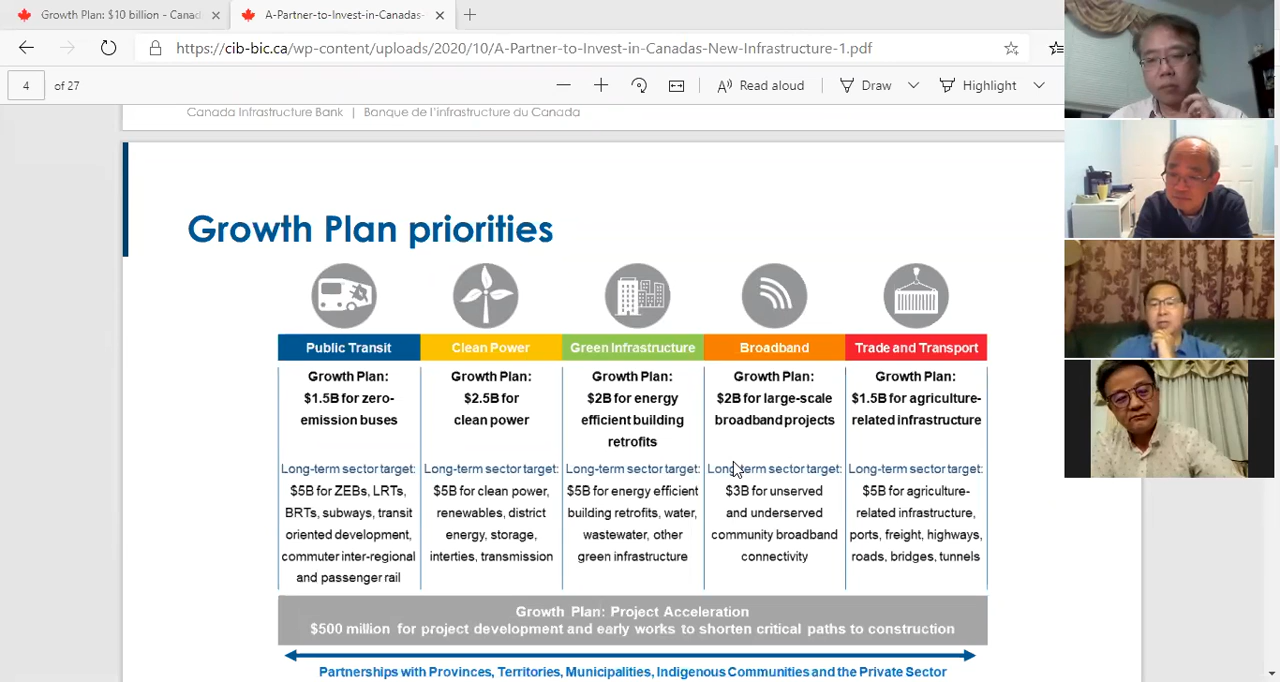 Growth Plan: $10 billion - Canad
A-Partner-to-Invest-in-Canadas-
https://cib-bic.ca/wp-content/uploads/2020/10/A-Partner-to-Invest-in-Canadas-New-Infrastructure-1.pdf
4 of 27
Read aloud
Draw
Highlight
Canada Infrastructure Bank | Banque de l'infrastructure du Canada
Growth Plan priorities
Public Transit
Growth Plan:
$1.5B for zero-
emission buses
Long-term sector target:
$5B for ZEBs, LRTs,
BRTs, subways, transit
oriented development,
commuter inter-regional
and passenger rail
Clean Power
Growth Plan:
$2.5B for
clean power
Long-term sector target:
$5B for clean power,
renewables, district
energy, storage,
interties, transmission
Green Infrastructure
Growth Plan:
$2B for energy
efficient building
retrofits
Long-term sector target:
$5B for energy efficient
building retrofits, water,
wastewater, other
green infrastructure
Broadband
Growth Plan:
$2B for large-scale
broadband projects
Long-term sector target:
$3B for unserved
and underserved
community broadband
connectivity
Trade and Transport
Growth Plan:
$1.5B for agriculture-
related infrastructure
Long-term sector target:
$5B for agriculture-
related infrastructure,
ports, freight, highways,
roads, bridges, tunnels
Growth Plan: Project Acceleration
$500 million for project development and early works to shorten critical paths to construction
Partnerships with Provinces, Territories, Municipalities, Indigenous Communities and the Private Sector